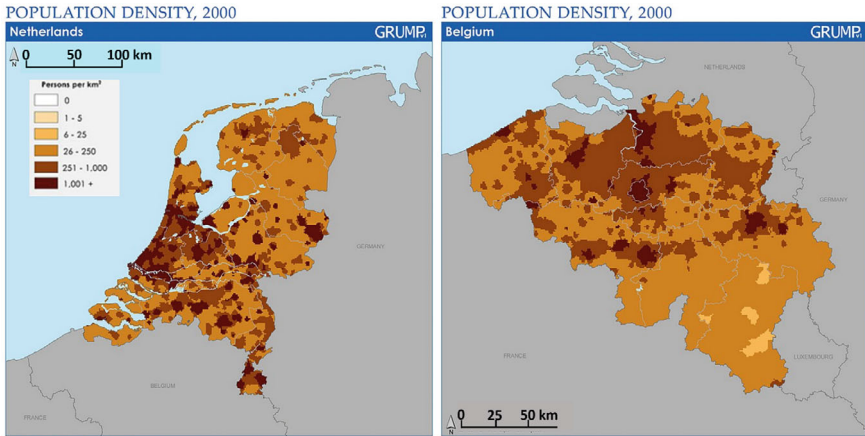 POPULATION DENSITY, 2000
Netherlands
GRUMPv1
N
0 50 100 km
Persons per km²
0
1 - 5
6 - 25
26 - 250
251 - 1,000
1,001 +
GERMANY
BELGIUM
FRANCE
POPULATION DENSITY, 2000
Belgium
GRUMPv1
NETHERLANDS
GERMANY
FRANCE
LUXEMBOURG
N
0 25 50 km